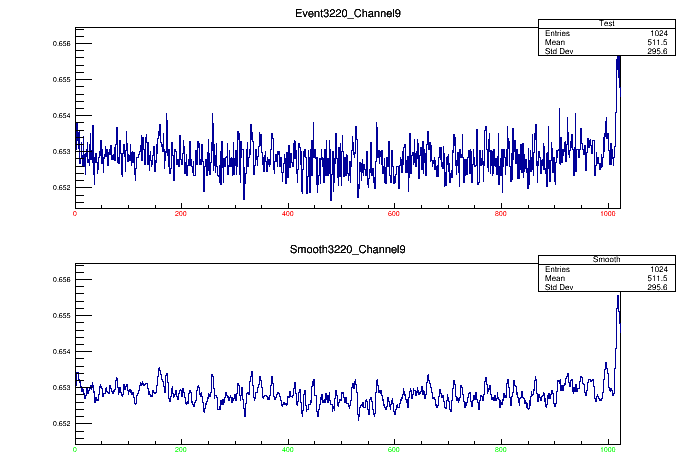 Event3220_Channel9
Test
Entries 1024
Mean 511.5
Std Dev 295.6
0.656
0.655
0.654
0.653
0.652
0 200 400 600 800 1000
Smooth3220_Channel9
Smooth
Entries 1024
Mean 511.5
Std Dev 295.6
0.656
0.655
0.654
0.653
0.652
0 200 400 600 800 1000